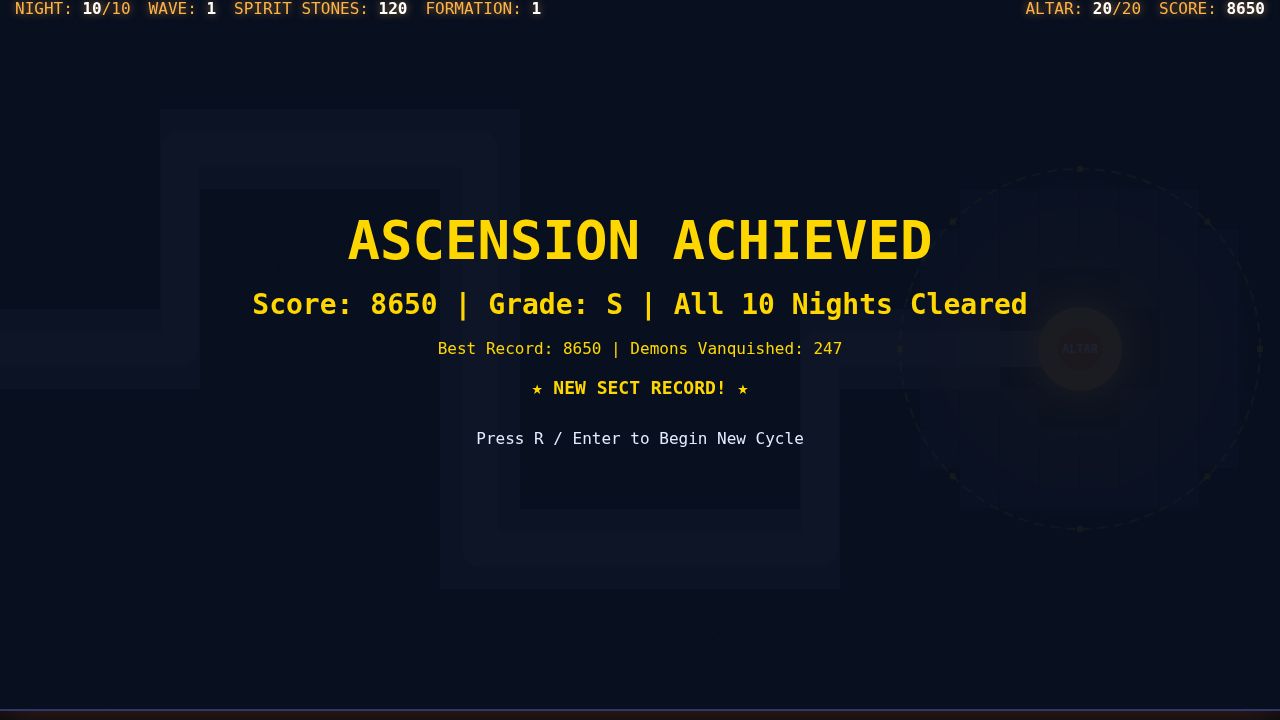 NIGHT: 10/10 WAVE: 1 SPIRIT STONES: 120 FORMATION: 1 ALTAR: 20/20 SCORE: 8650
ASCENSION ACHIEVED
Score: 8650 | Grade: S | All 10 Nights Cleared
Best Record: 8650 | Demons Vanquished: 247
ALTAR
★ NEW SECT RECORD! ★
Press R / Enter to Begin New Cycle